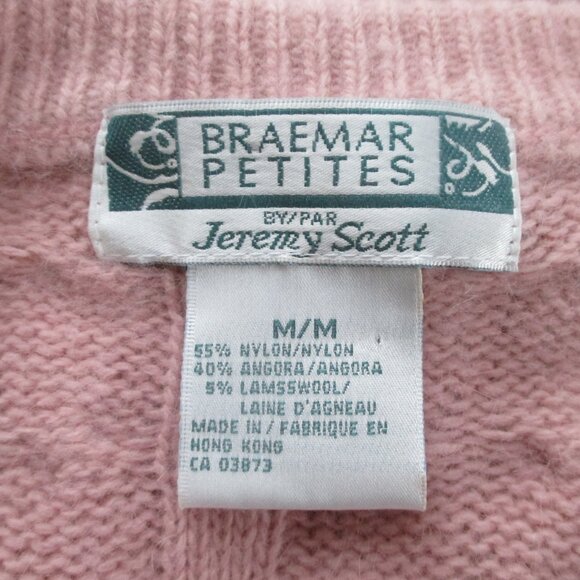 BRAEMAR
PETITES
BY/PAR
Jeremy Scott
M/M
55% NYLON/NYLON
40% ANGORA/ANGORA
5% LAMSSWOOL/
LAINE D'AGNEAU
MADE IN / FABRIQUE EN
HONG KONG
CA 03873